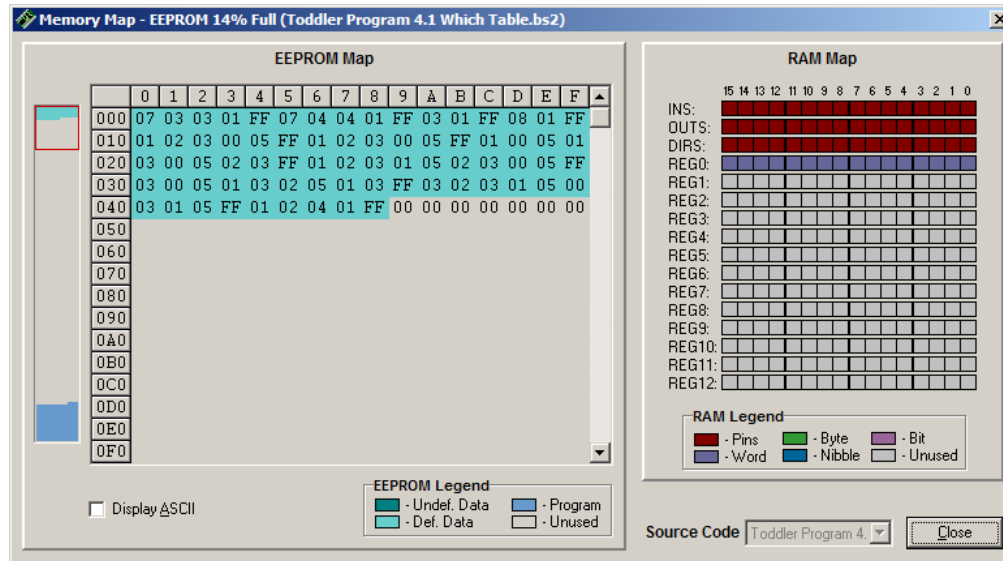 Memory Map - EEPROM 14% Full (Toddler Program 4.1 Which Table.bs2)
EEPROM Map
0 1 2 3 4 5 6 7 8 9 A B C D E F
000 07 03 03 01 FF 07 04 04 01 FF 03 01 FF 08 01 FF
010 01 02 03 00 05 FF 01 02 03 00 05 FF 01 00 05 01
020 03 00 05 02 03 FF 01 02 03 01 05 02 03 00 05 FF
030 03 00 05 01 03 02 05 01 03 FF 03 02 03 01 05 00
040 03 01 05 FF 01 02 04 01 FF 00 00 00 00 00 00 00
050
060
070
080
090
0A0
0B0
0C0
0D0
0E0
0F0
Display ASCII
EEPROM Legend
- Undef. Data - Program
- Def. Data - Unused
RAM Map
15 14 13 12 11 10 9 8 7 6 5 4 3 2 1 0
INS:
OUTS:
DIRS:
REG0:
REG1:
REG2:
REG3:
REG4:
REG5:
REG6:
REG7:
REG8:
REG9:
REG10:
REG11:
REG12:
RAM Legend
- Pins - Byte - Bit
- Word - Nibble - Unused
Source Code Toddler Program 4. Close